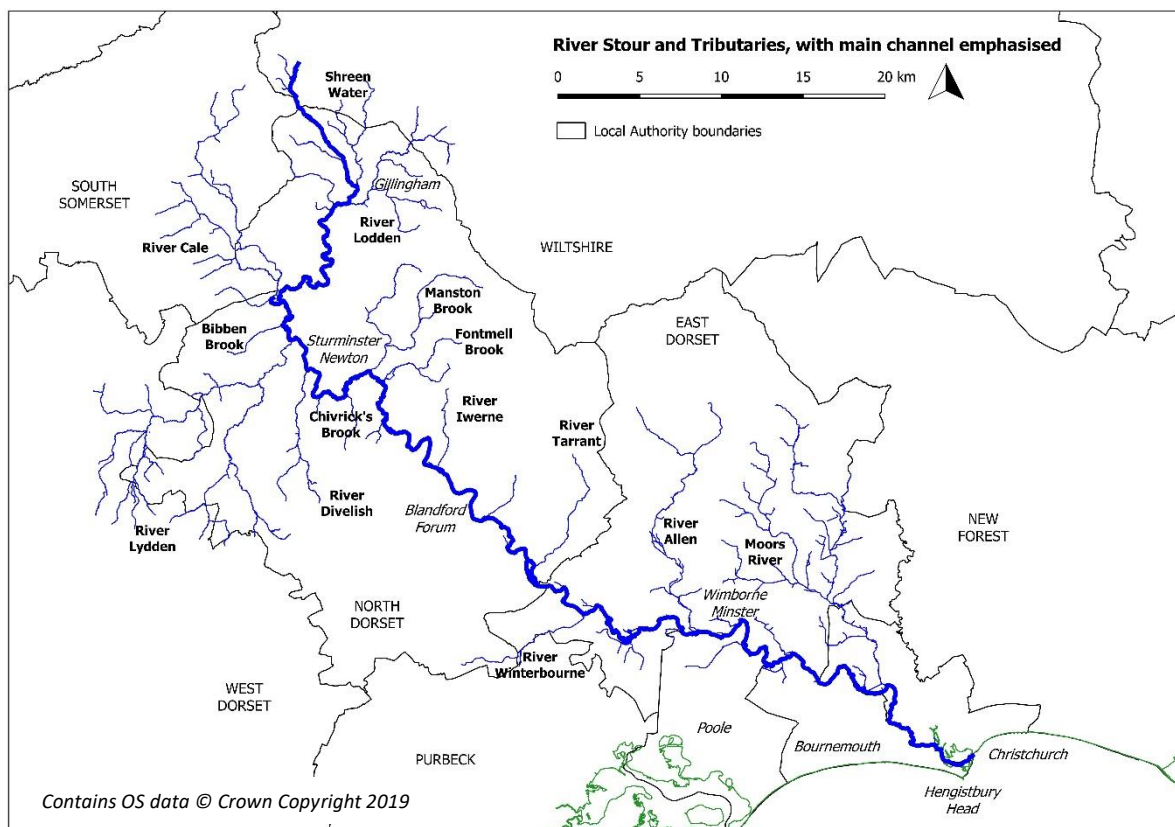 River Stour and Tributaries, with main channel emphasised
0 5 10 15 20 km
Local Authority boundaries
Shreen
Water
Gillingham
SOUTH
SOMERSET
River
Lodden
River Cale
WILTSHIRE
Manston
Brook
Bibben
Brook
Sturminster
Newton
Fontmell
Brook
EAST
DORSET
Chivrick's
Brook
River
Iwerne
River
Tarrant
River
Divelish
Blandford
Forum
River
Lydden
River
Allen
Moors
River
NEW
FOREST
Wimborne
Minster
NORTH
DORSET
River
Winterbourne
WEST
DORSET
PURBECK
Poole
Bournemouth
Christchurch
Hengistbury
Head
Contains OS data © Crown Copyright 2019